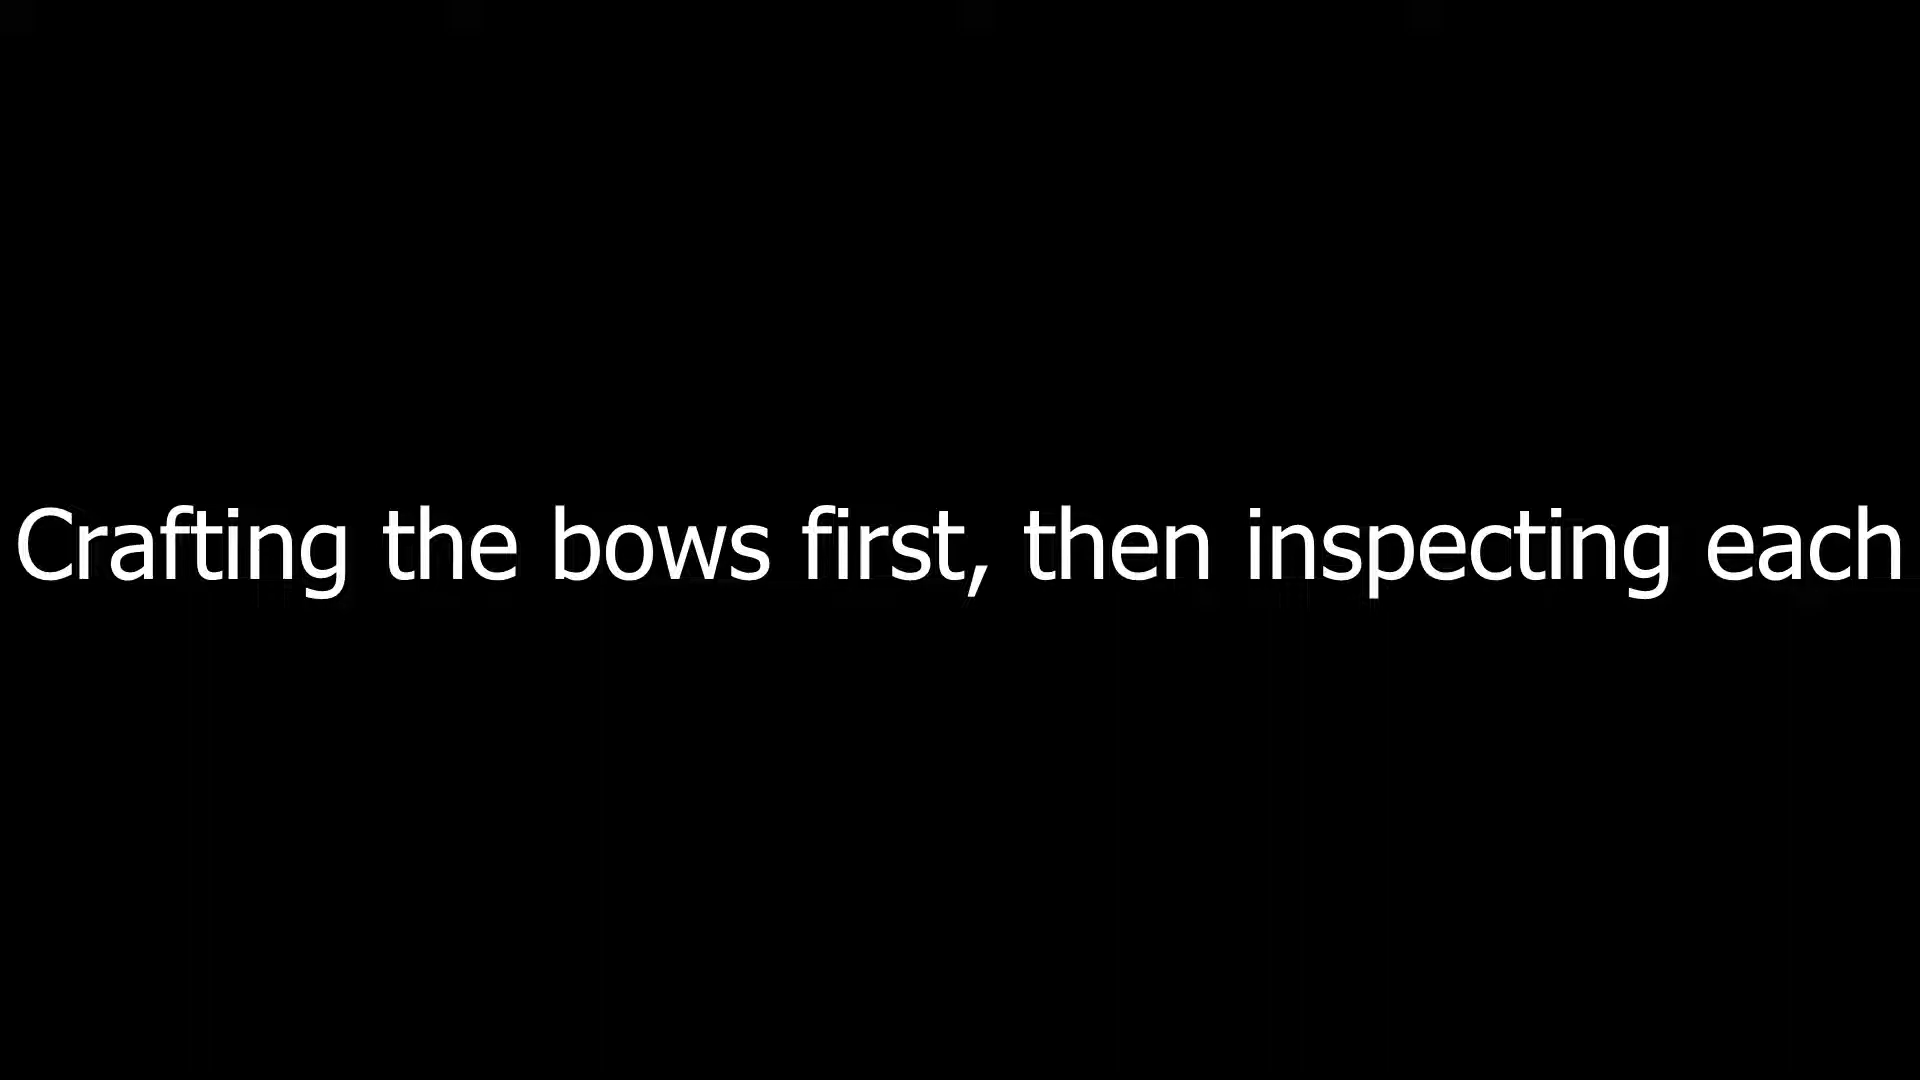 Crafting the bows first, then inspecting each